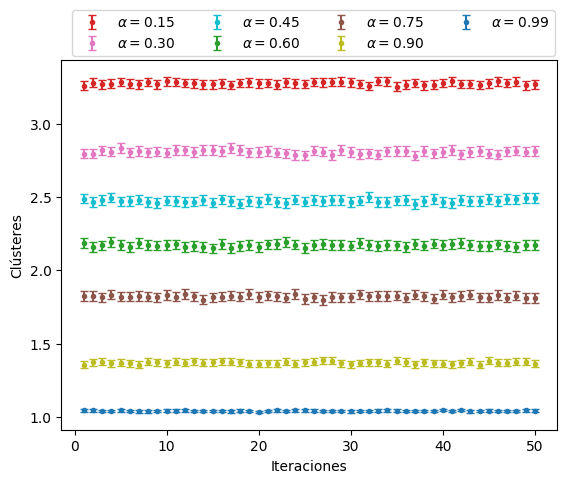 α = 0.15 α = 0.45 α = 0.75 α = 0.99
α = 0.30 α = 0.60 α = 0.90
3.0
2.5
2.0
1.5
1.0
Clústeres
0 10 20 30 40 50
Iteraciones